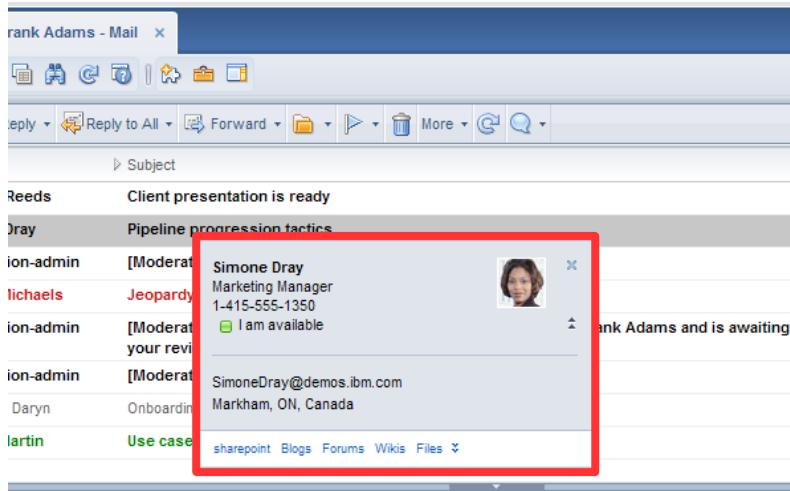 rank Adams - Mail
Reply Reply to All Forward More
Subject
Reeds Client presentation is ready
Dray Pipeline progression tactics
ion-admin [Moderat
Michaels Jeopardy
ion-admin [Moderat ank Adams and is awaiting
your revi
ion-admin [Moderat
Daryn Onboardin
lartin Use case
Simone Dray
Marketing Manager
1-415-555-1350
I am available
SimoneDray@demos.ibm.com
Markham, ON, Canada
sharepoint Blogs Forums Wikis Files